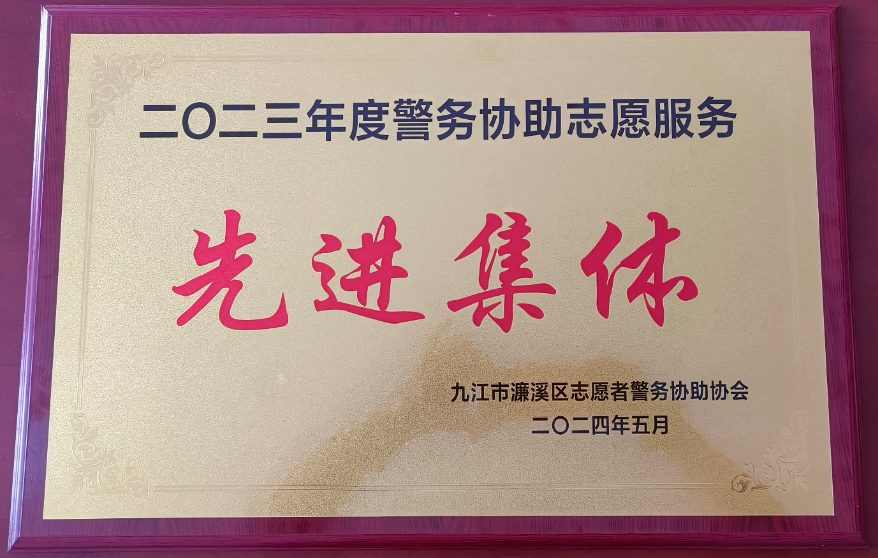 二〇二三年度警务协助志愿服务
先进集体
九江市濂溪区志愿者警务协助协会
二〇二四年五月